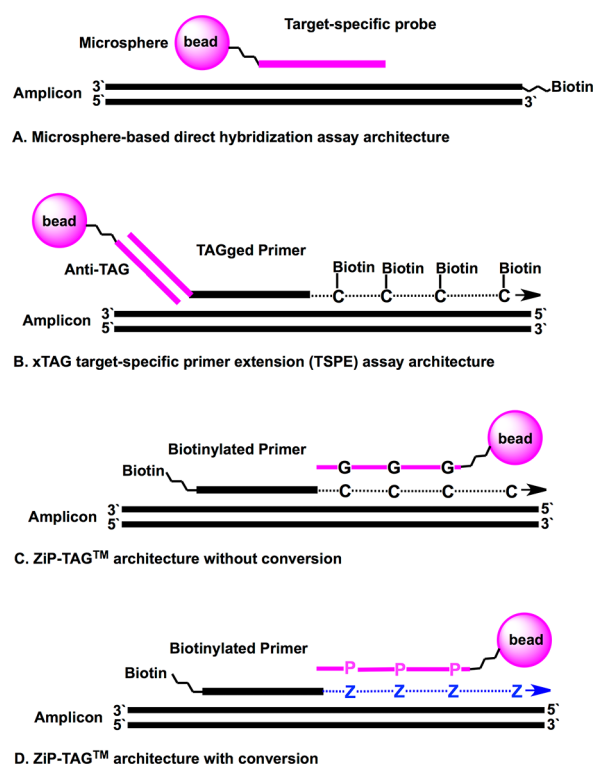 Target-specific probe
Microsphere bead
Amplicon 3` Biotin
5` 3`
A. Microsphere-based direct hybridization assay architecture
bead
TAGged Primer
Anti-TAG Biotin Biotin Biotin Biotin
C C C C
Amplicon 3` 5`
5` 3`
B. xTAG target-specific primer extension (TSPE) assay architecture
Biotinylated Primer bead
Biotin G G G
C C C C
Amplicon 3` 5`
5` 3`
C. ZiP-TAG™ architecture without conversion
Biotinylated Primer bead
Biotin P P P
Z Z Z Z
Amplicon 3` 5`
5` 3`
D. ZiP-TAG™ architecture with conversion